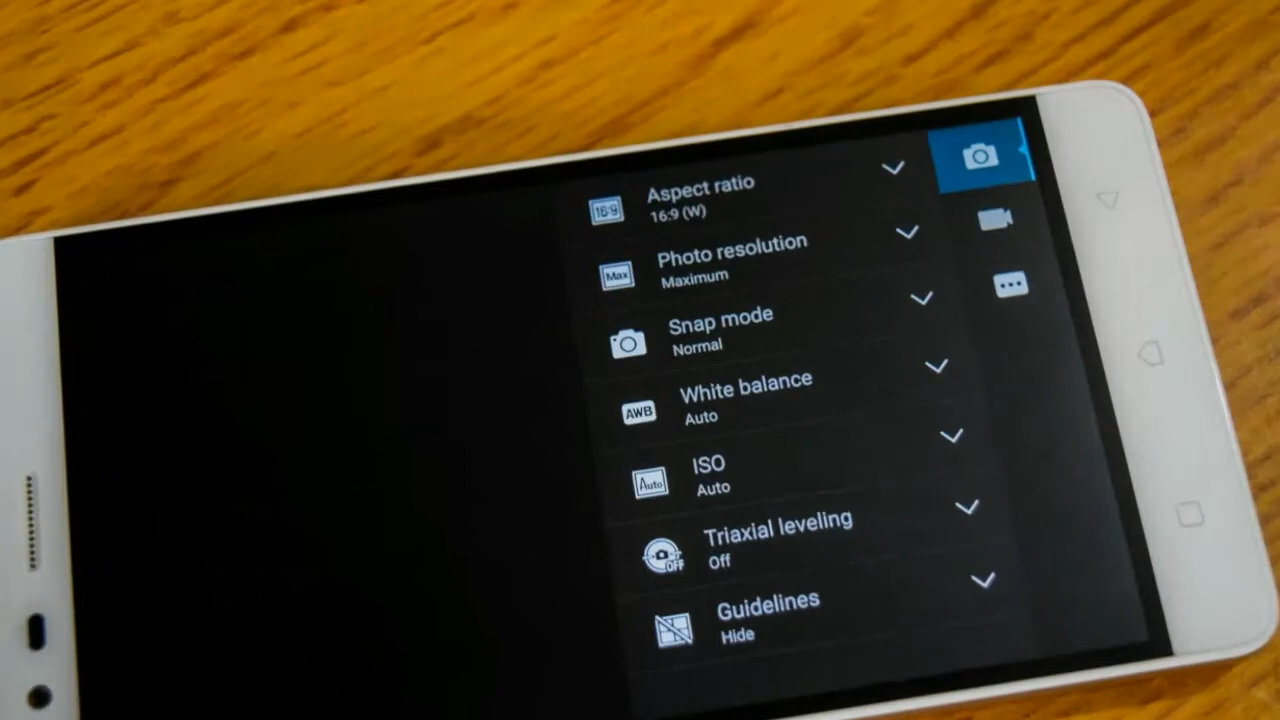 16:9
Aspect ratio
16:9 (W)
Max
Photo resolution
Maximum
Snap mode
Normal
AWB
White balance
Auto
Auto
ISO
Auto
OFF
Triaxial leveling
Off
Guidelines
Hide